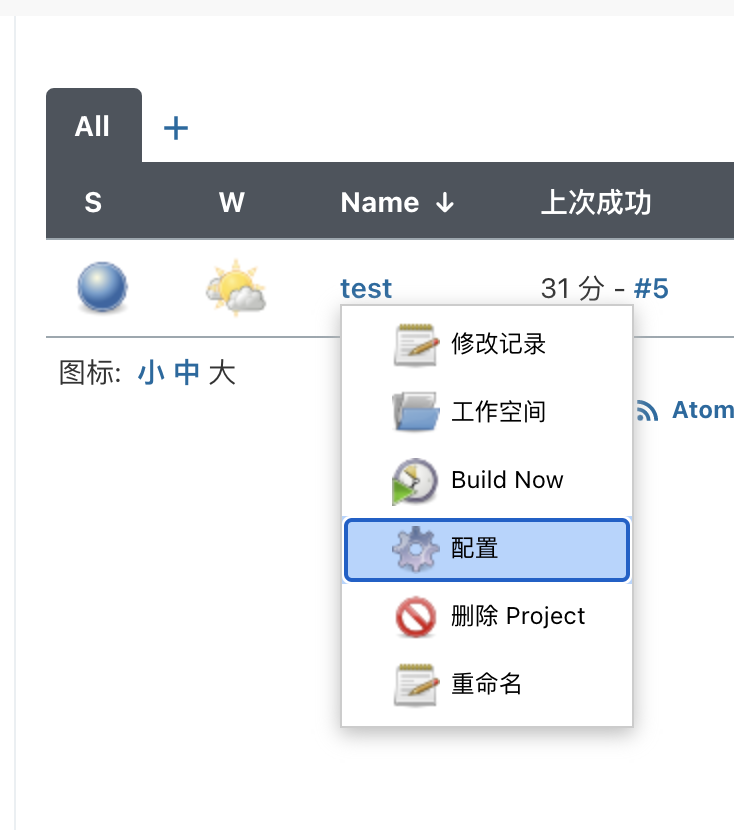 All +
S W Name ↓ 上次成功
test 31 分 - #5
图标: 小 中 大
修改记录
工作空间
Atom
Build Now
配置
删除 Project
重命名